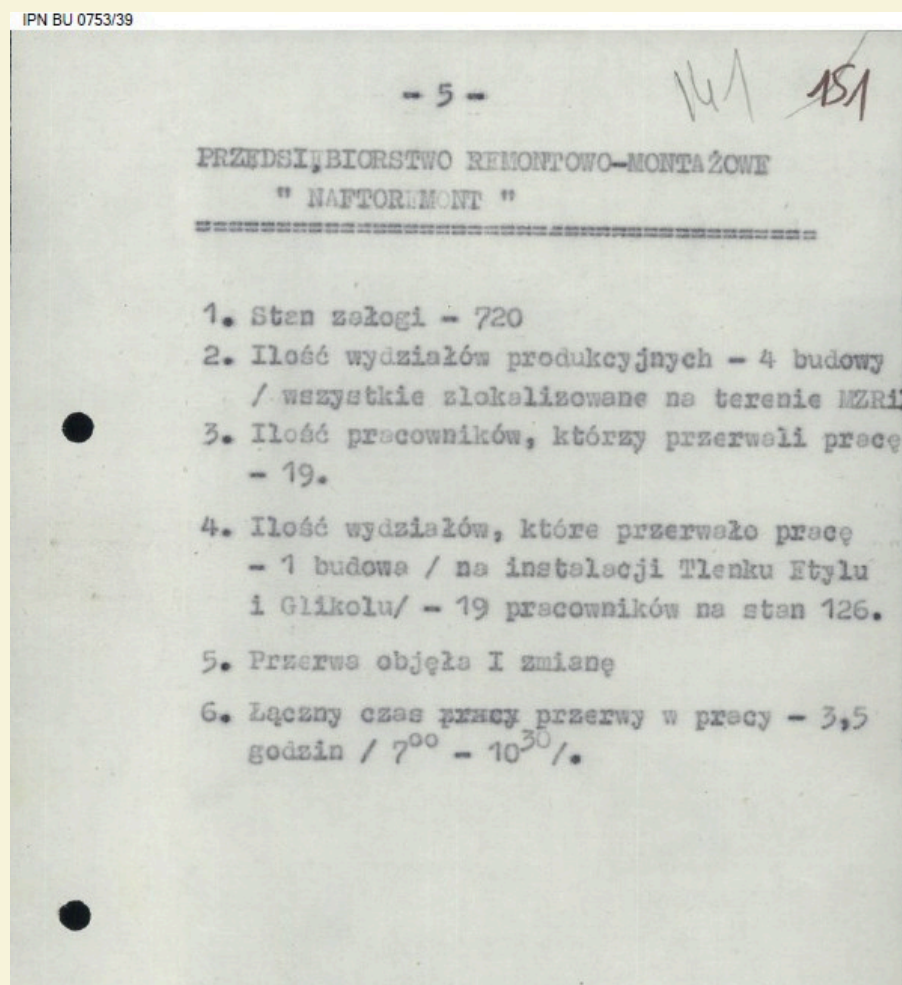 IPN BU 0753/39
- 5 -
141 151
PRZEDSIĘBIORSTWO REMONTOWO-MONTAŻOWE
" NAFTOREMONT "
=======================================
1. Stan załogi - 720
2. Ilość wydziałów produkcyjnych - 4 budowy
/ wszystkie zlokalizowane na terenie MZRi
3. Ilość pracowników, którzy przerwali pracę
- 19.
4. Ilość wydziałów, które przerwało pracę
- 1 budowa / na instalacji Tlenku Etylu
i Glikolu/ - 19 pracowników na stan 126.
5. Przerwa objęła I zmianę
6. Łączny czas pracy przerwy w pracy - 3,5
godzin / 7⁰⁰ - 10³⁰/.